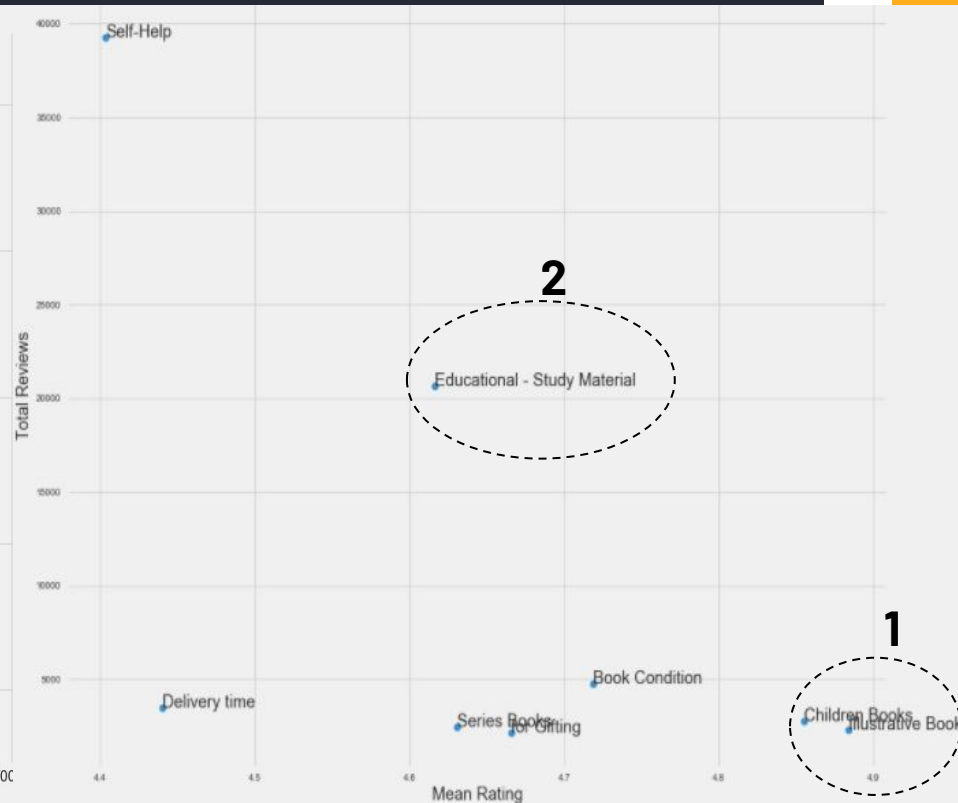 40000
Self-Help
35000
30000
2
25000
Total Reviews
Educational - Study Material
20000
15000
10000
1
5000
Book Condition
Delivery time
Children Books
Series Books
for Gifting
Illustrative Book
00
4.4
4.5
4.6
4.7
4.8
4.9
Mean Rating